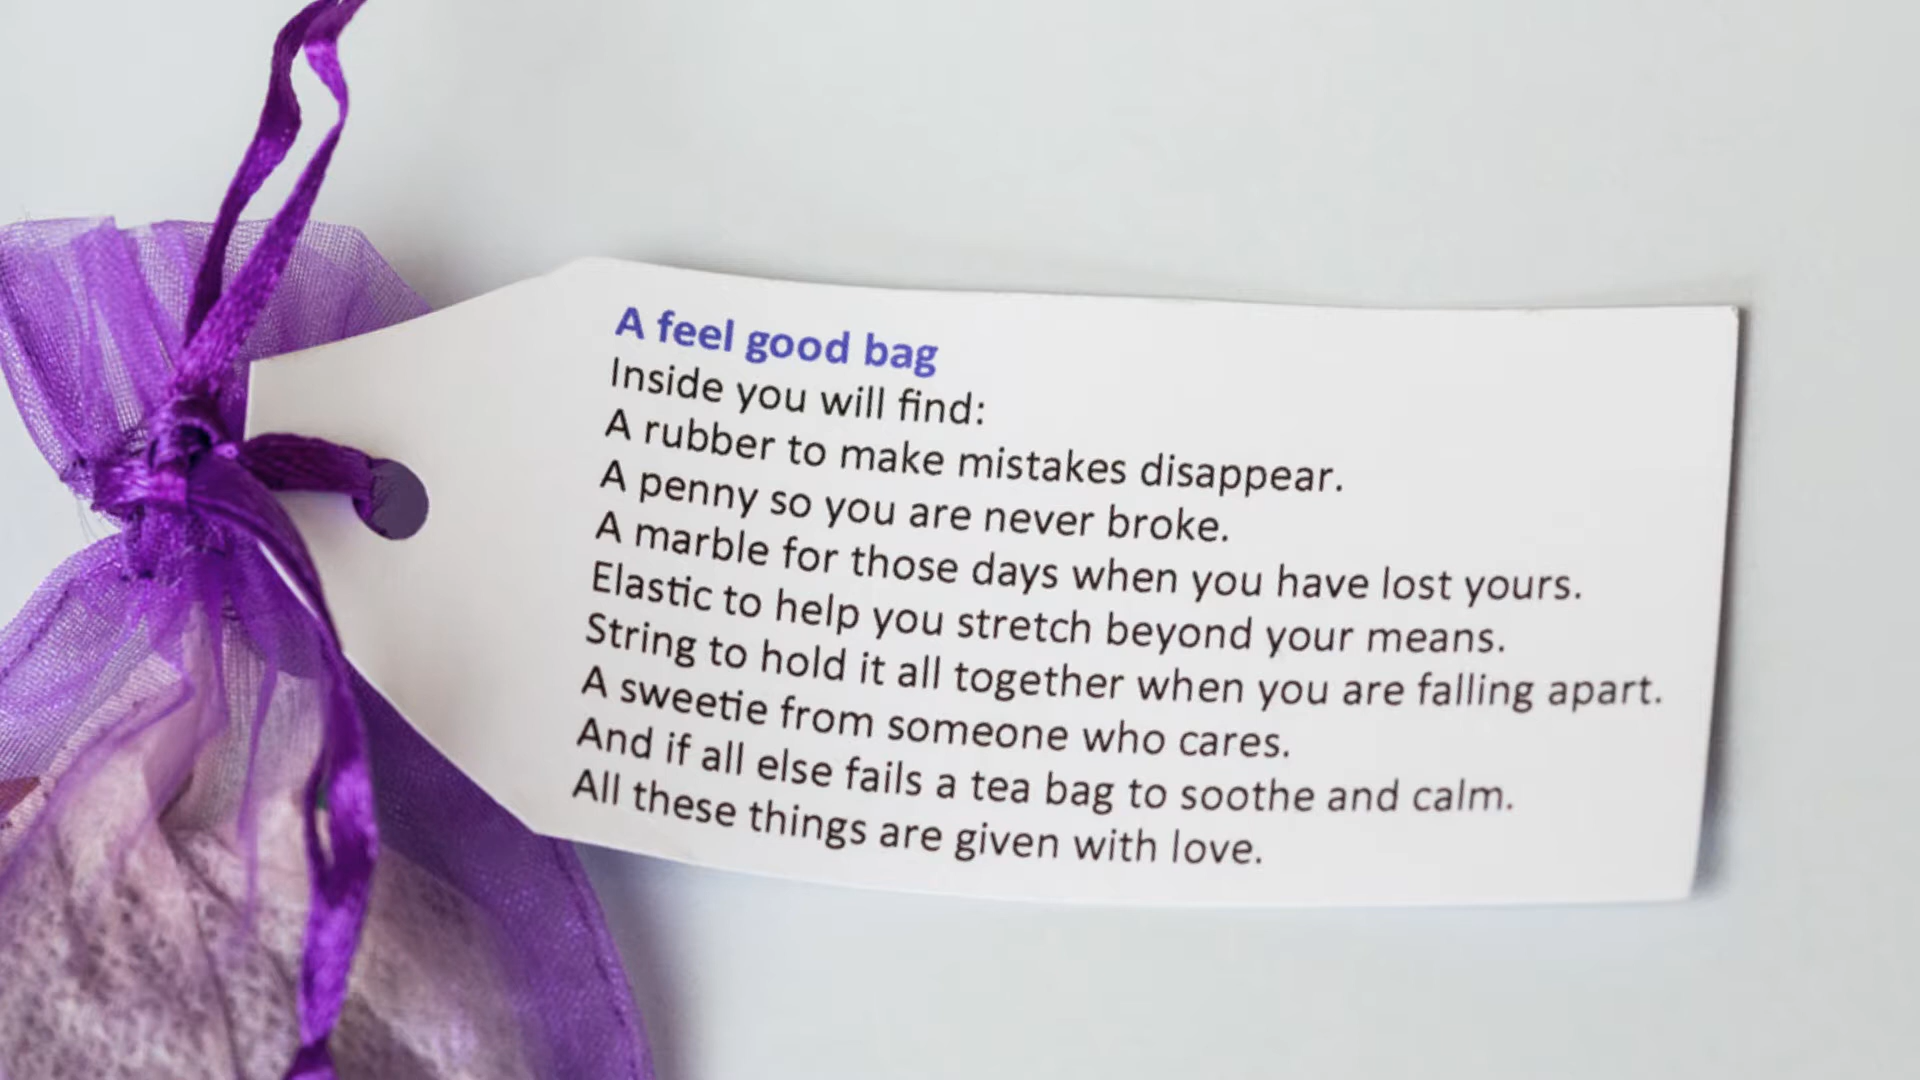 A feel good bag
Inside you will find:
A rubber to make mistakes disappear.
A penny so you are never broke.
A marble for those days when you have lost yours.
Elastic to help you stretch beyond your means.
String to hold it all together when you are falling apart.
A sweetie from someone who cares.
And if all else fails a tea bag to soothe and calm.
All these things are given with love.